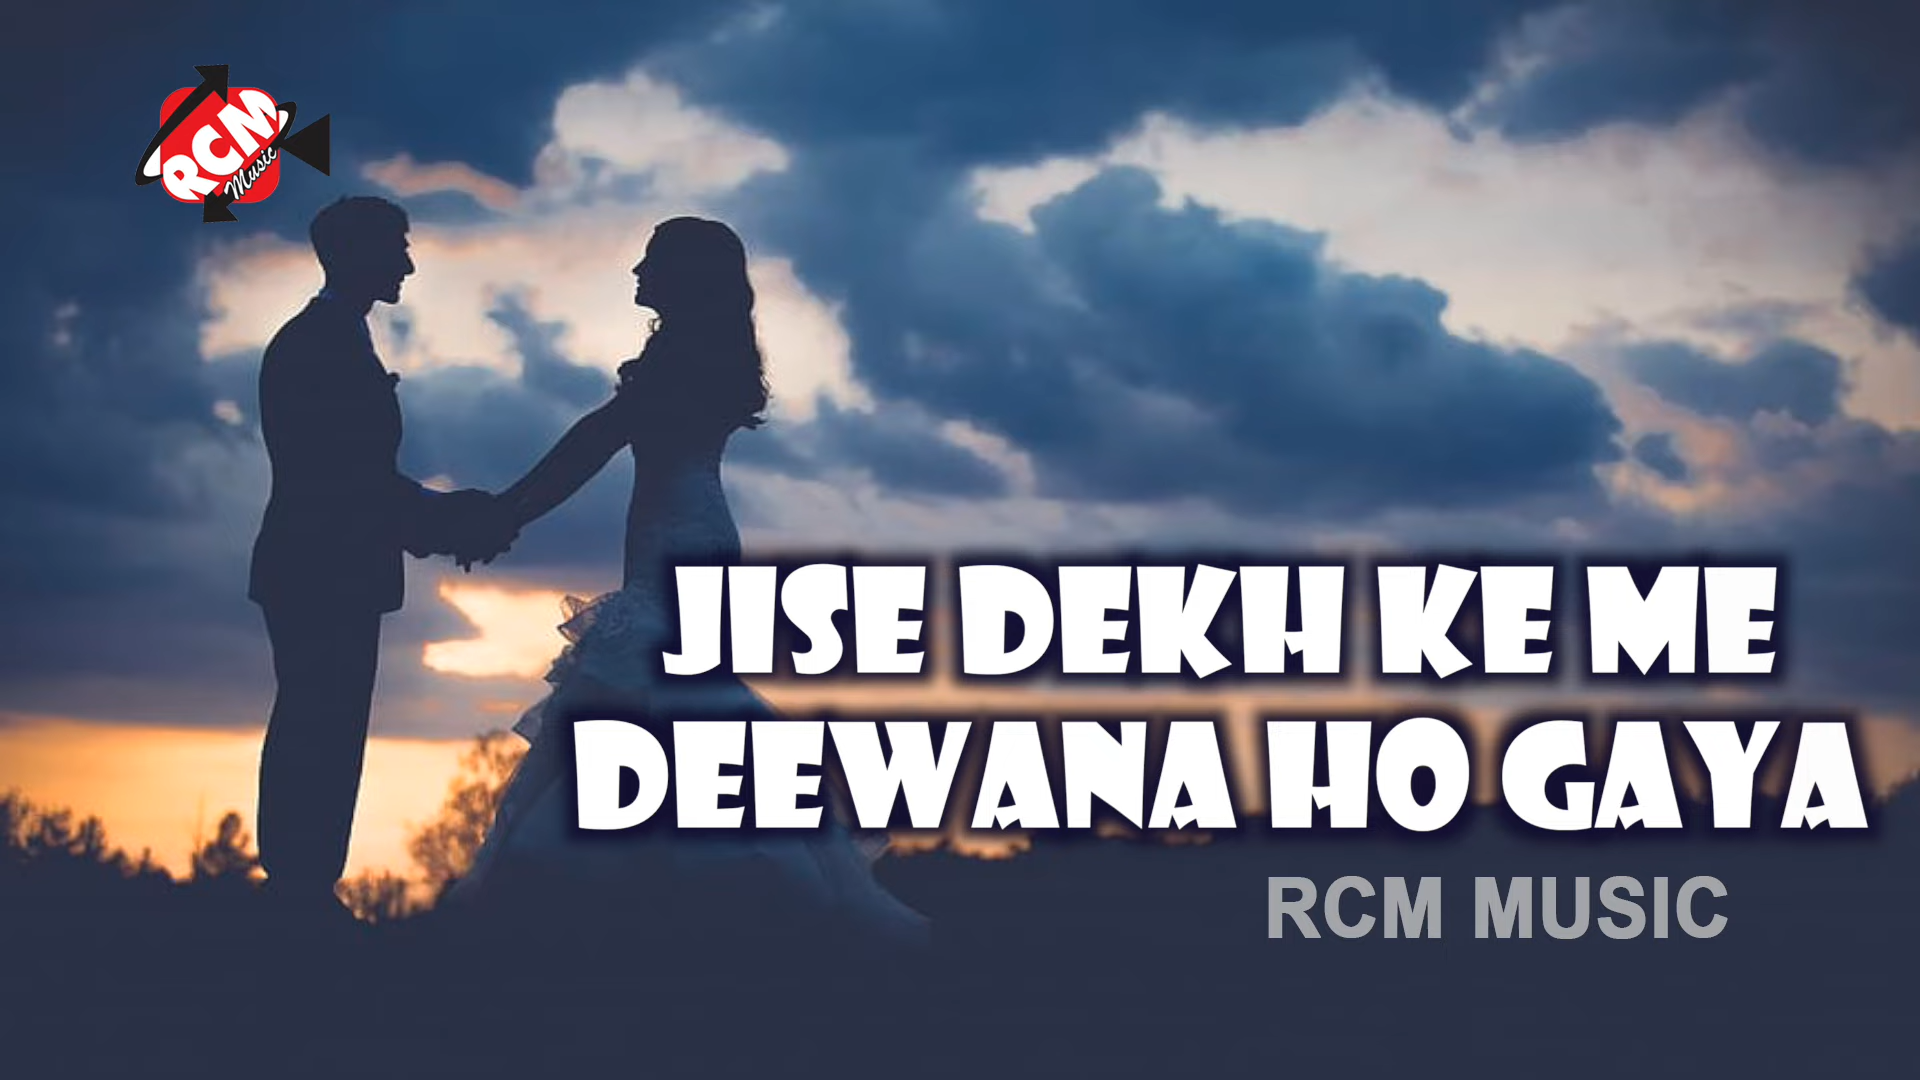 RCM
Music
JISE DEKH KE ME
DEEWANA HO GAYA
RCM MUSIC